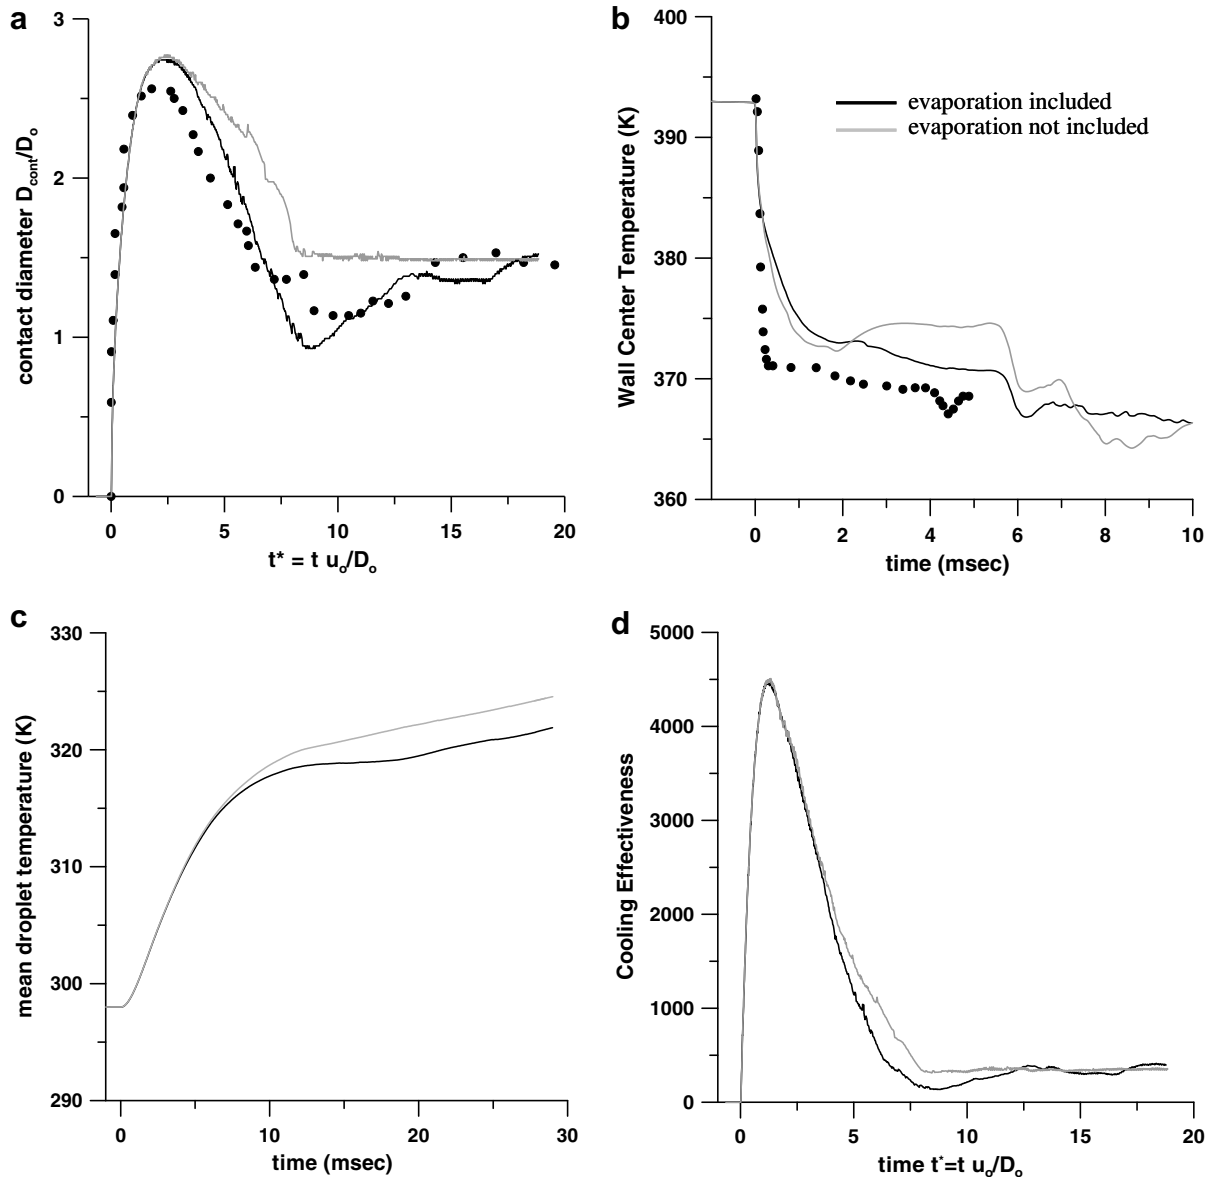 a
3
2
1
0
contact diameter D_cont/D_o
0 5 10 15 20
t* = t u_o/D_o
b
400
390
380
370
360
Wall Center Temperature (K)
evaporation included
evaporation not included
0 2 4 6 8 10
time (msec)
c
330
320
310
300
290
mean droplet temperature (K)
0 10 20 30
time (msec)
d
5000
4000
3000
2000
1000
0
Cooling Effectiveness
0 5 10 15 20
time t*=t u_o/D_o